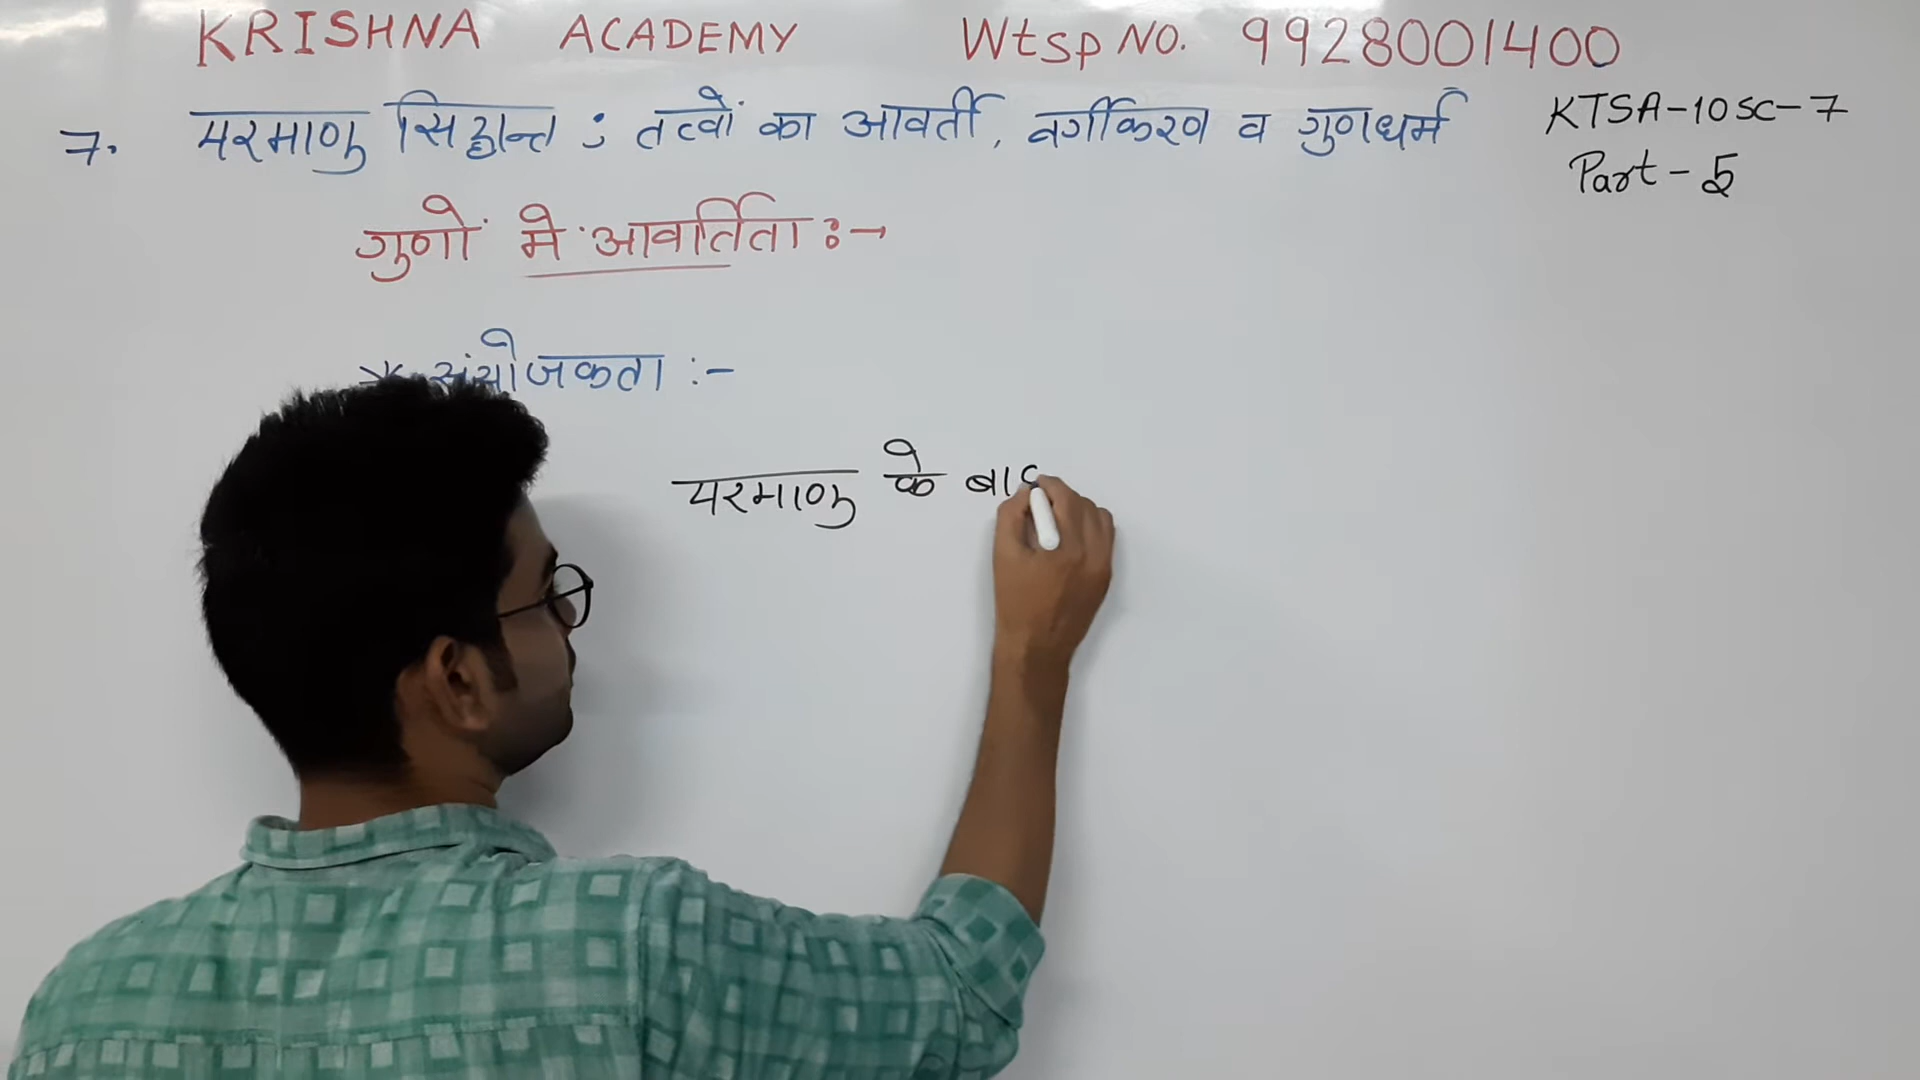 KRISHNA ACADEMY Wtsp NO. 9928001400
7. परमाणु सिद्धान्त : तत्वों का आवर्ती, वर्गीकरण व गुणधर्म
KTSA-10SC-7
Part - 5
गुणों मे आवर्तिता :→
* संयोजकता :-
परमाणु के बा